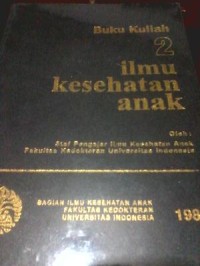 Buku Kuliah
2
ilmu
kesehatan
anak
Oleh :
Staf Pengajar Ilmu Kesehatan Anak
Fakultas Kedokteran Universitas Indonesia
BAGIAN ILMU KESEHATAN ANAK
FAKULTAS KEDOKTERAN
UNIVERSITAS INDONESIA
198